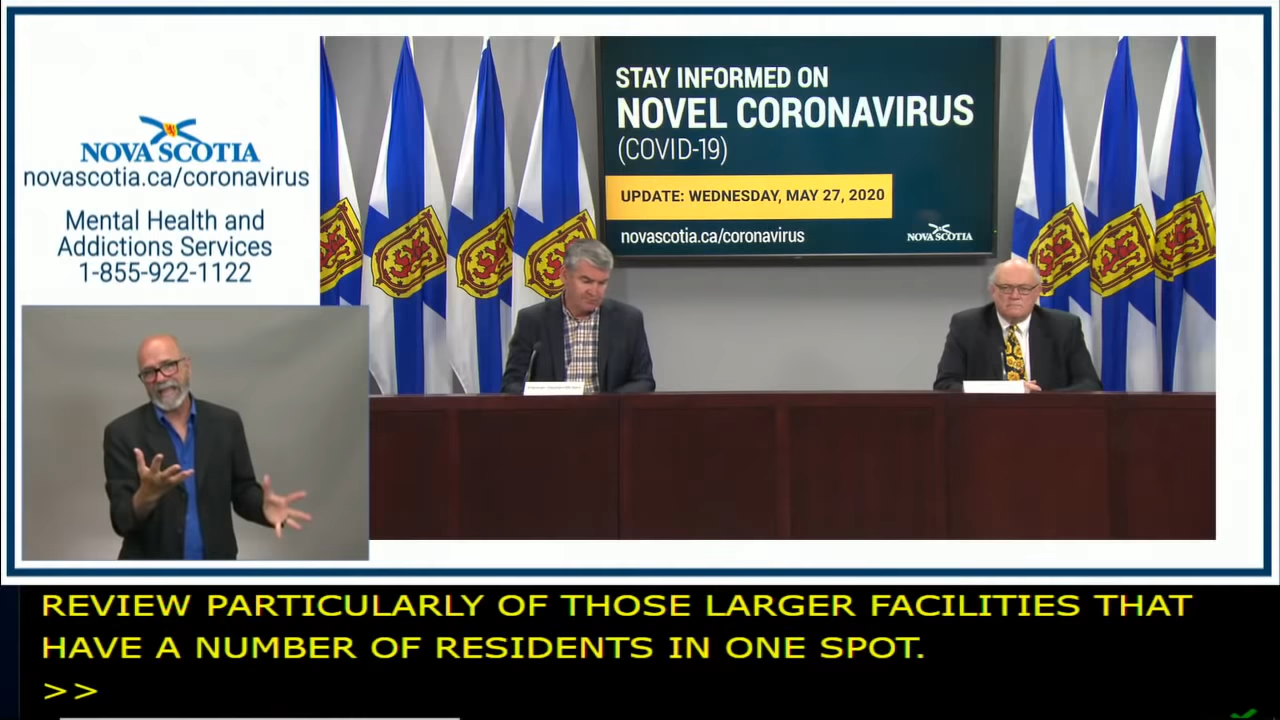 NOVA SCOTIA
novascotia.ca/coronavirus
Mental Health and
Addictions Services
1-855-922-1122
STAY INFORMED ON
NOVEL CORONAVIRUS
(COVID-19)
UPDATE: WEDNESDAY, MAY 27, 2020
novascotia.ca/coronavirus
NOVA SCOTIA
REVIEW PARTICULARLY OF THOSE LARGER FACILITIES THAT
HAVE A NUMBER OF RESIDENTS IN ONE SPOT.
>>